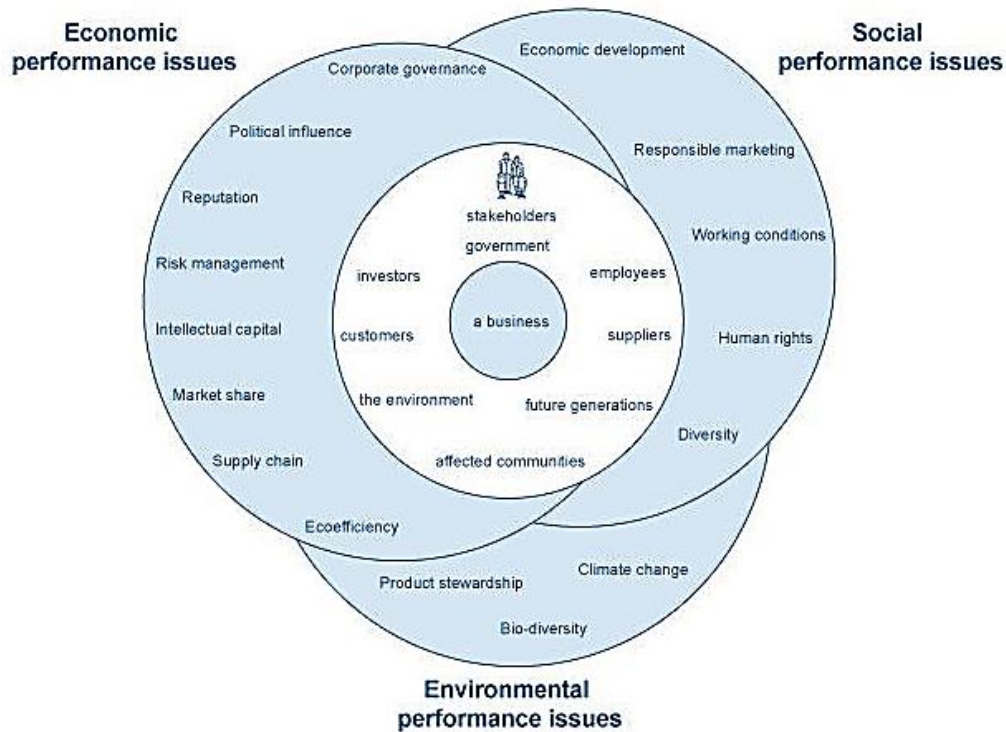 Economic
performance issues
Social
performance issues
Economic development
Corporate governance
Political influence
Responsible marketing
Reputation
stakeholders
Working conditions
government
Risk management
investors
employees
a business
Intellectual capital
customers
suppliers
Human rights
Market share
the environment
future generations
Diversity
Supply chain
affected communities
Ecoefficiency
Climate change
Product stewardship
Bio-diversity
Environmental
performance issues